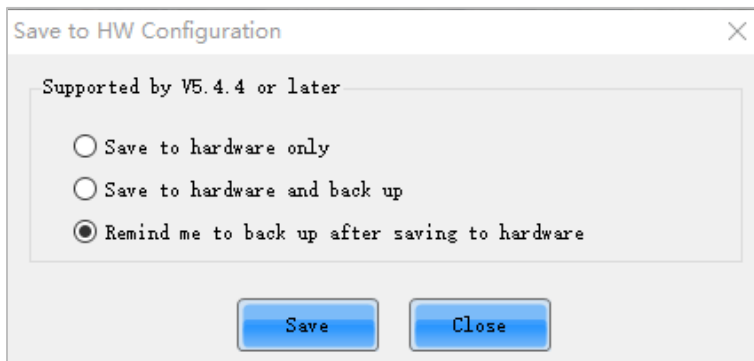 Save to HW Configuration
Supported by V5.4.4 or later
Save to hardware only
Save to hardware and back up
Remind me to back up after saving to hardware
Save Close